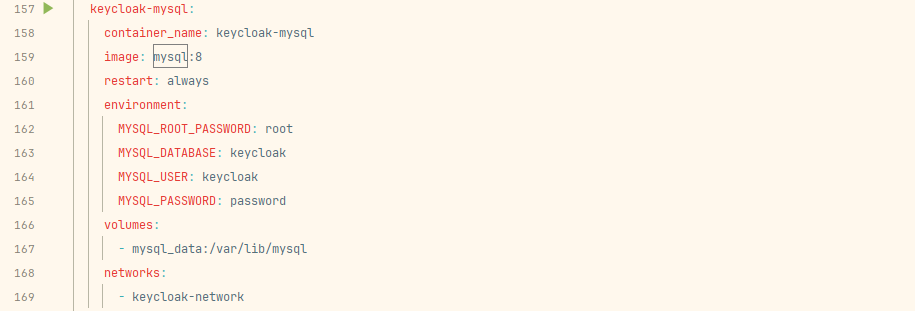 157 keycloak-mysql:
158 container_name: keycloak-mysql
159 image: mysql:8
160 restart: always
161 environment:
162 MYSQL_ROOT_PASSWORD: root
163 MYSQL_DATABASE: keycloak
164 MYSQL_USER: keycloak
165 MYSQL_PASSWORD: password
166 volumes:
167 - mysql_data:/var/lib/mysql
168 networks:
169 - keycloak-network